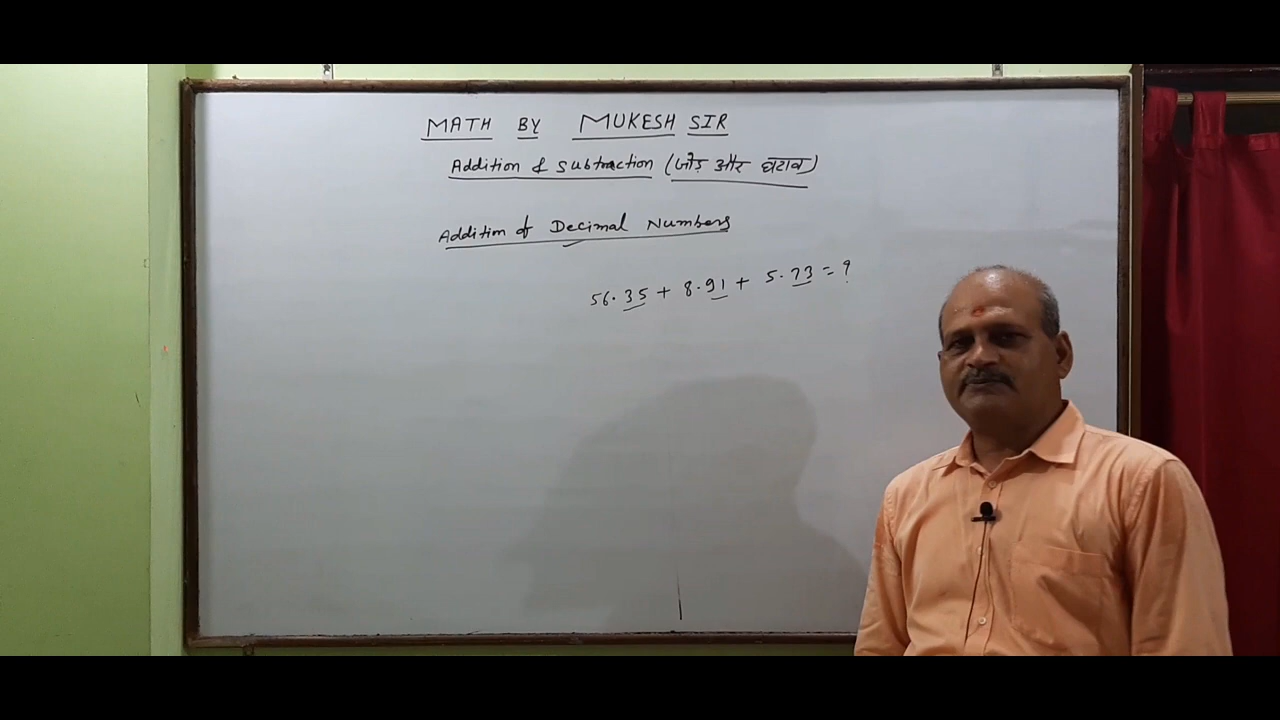 MATH BY MUKESH SIR
Addition & Subtraction (जोड़ और घटाव)
Addition of Decimal Numbers
56.35 + 8.91 + 5.73 = ?